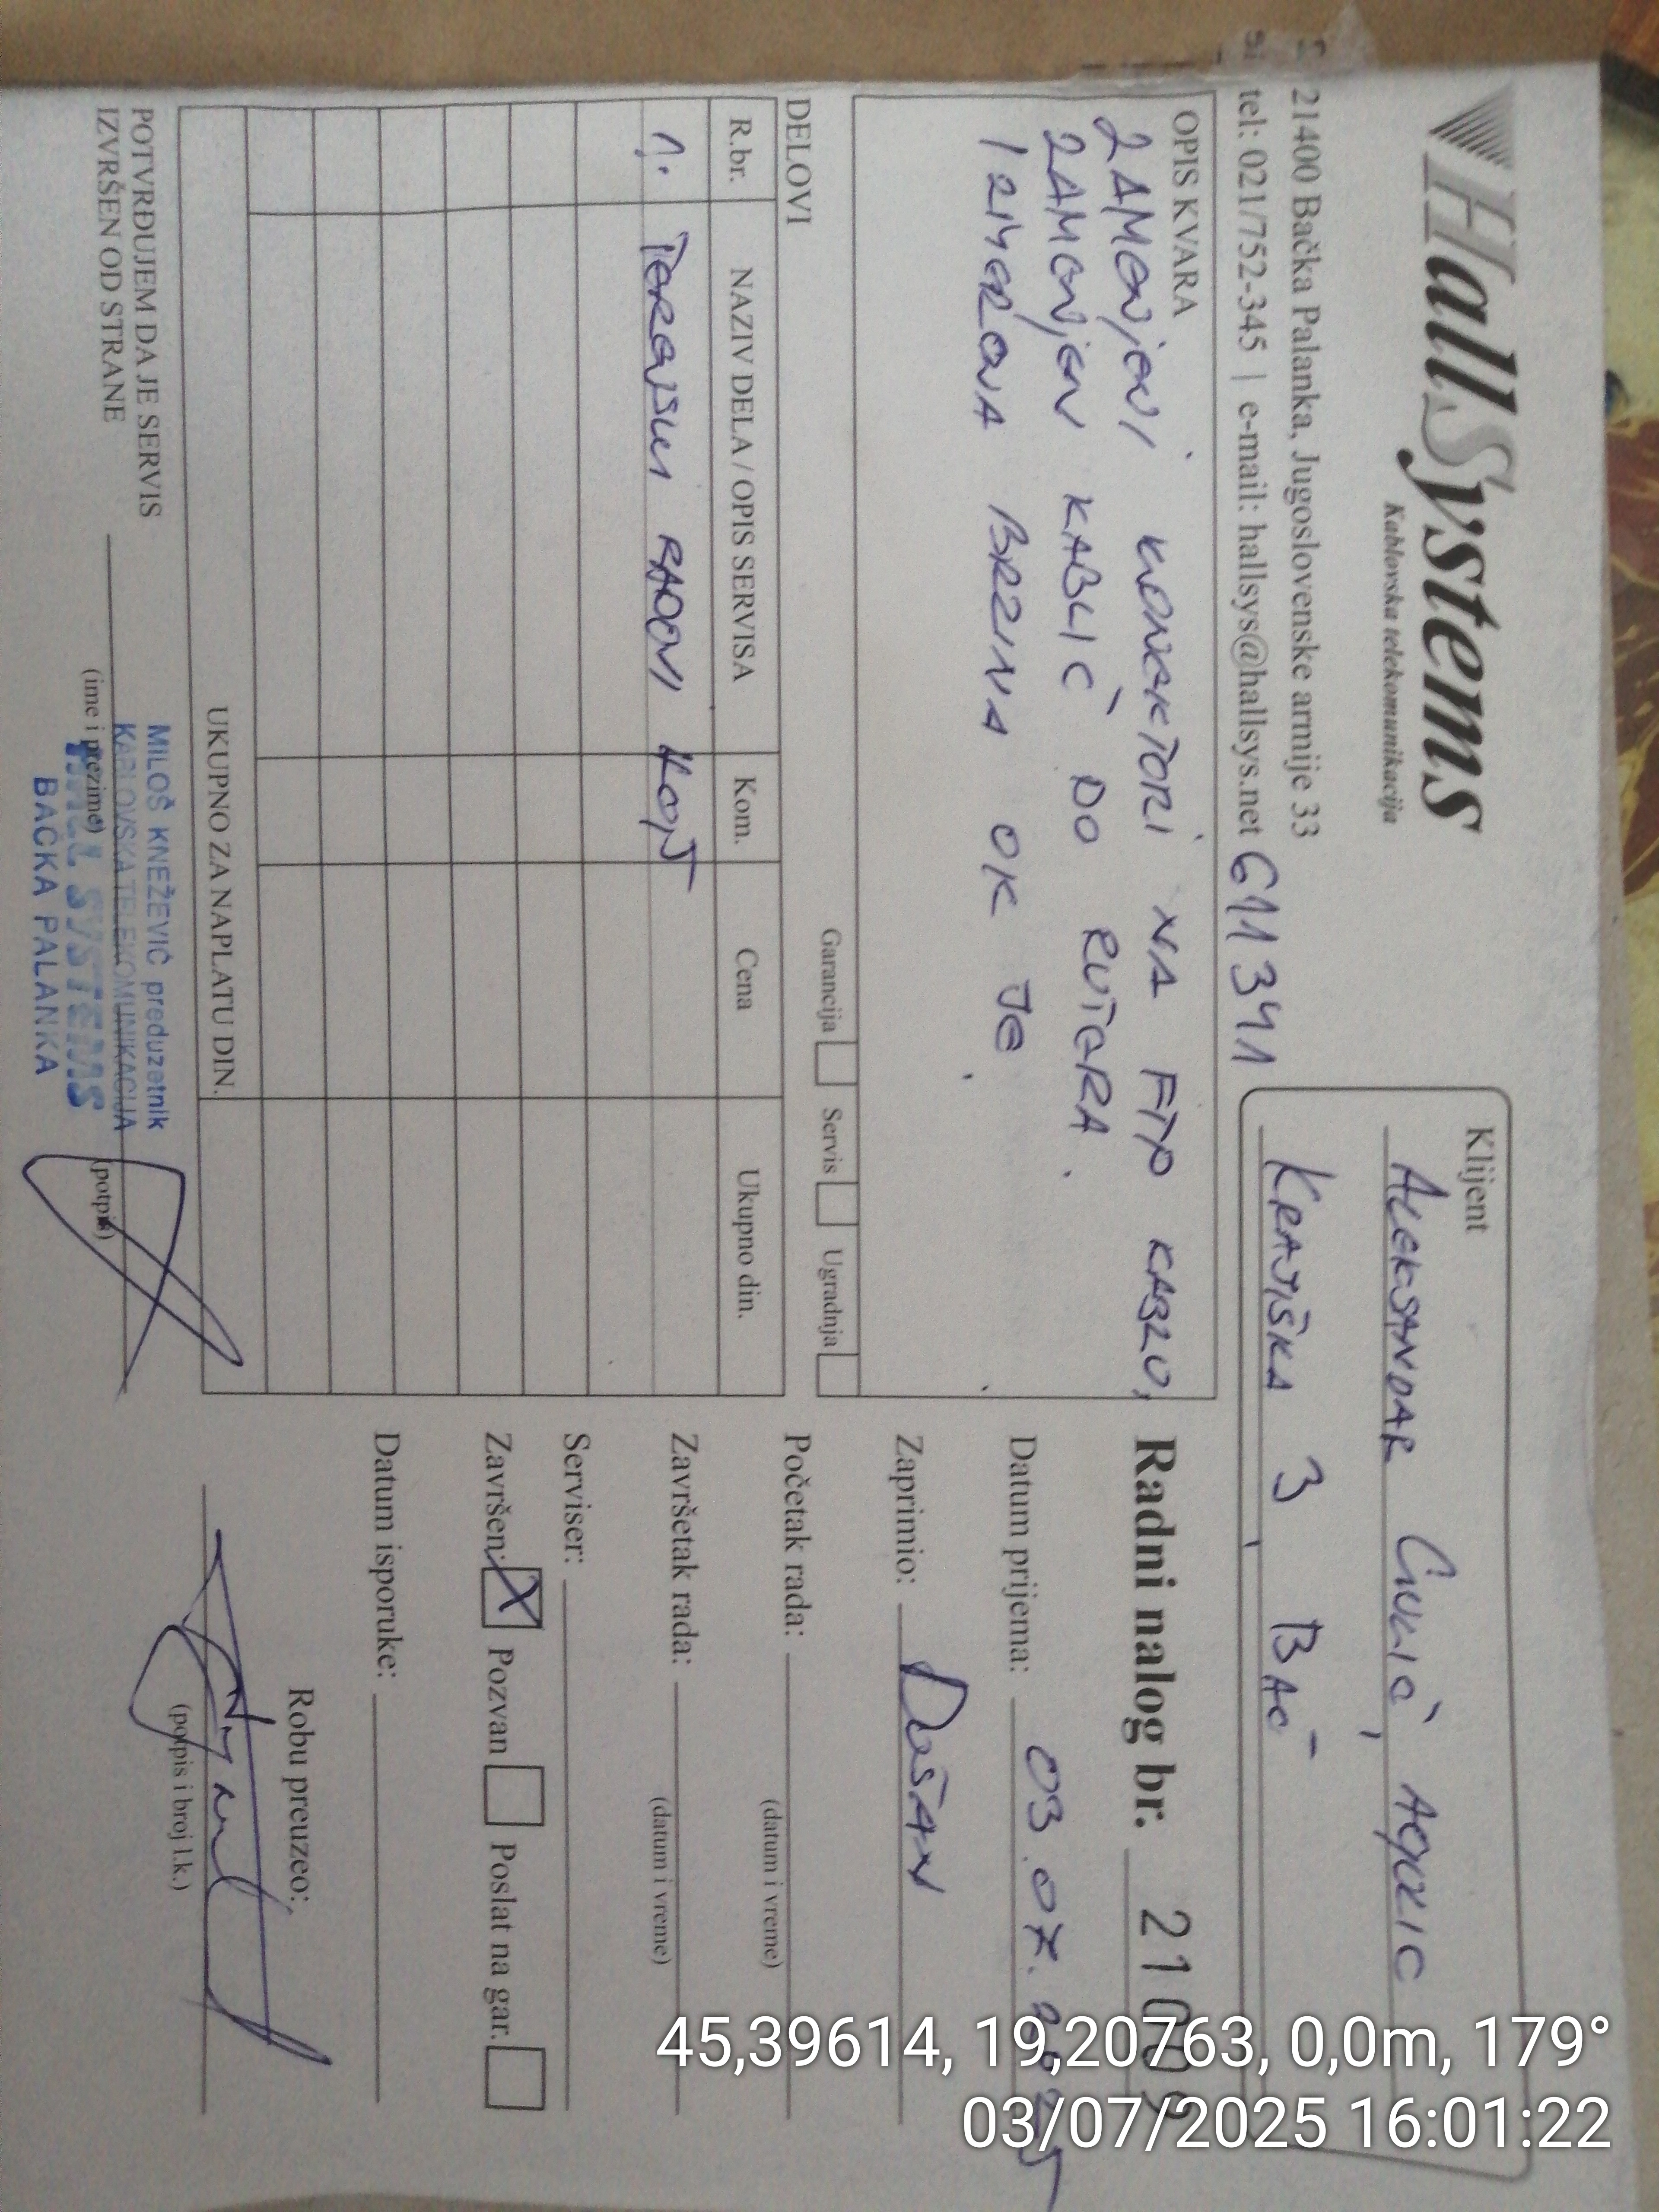 HallSystems
Kablovska telekomunikacija
21400 Bačka Palanka, Jugoslovenske armije 33
tel: 021/752-345 | e-mail: hallsys@hallsys.net 6113411
Klijent
ALEKSANDAR
KRAJIŠKA 3 BAČ
OPIS KVARA
ZAMENJENI KONEKTORI NA FTP KABLU,
ZAMENJEN KABLIĆ DO RUTERA.
IZMERENA BRZINA OK JE.
Garancija Servis Ugradnja
DELOVI
R.br. NAZIV DELA / OPIS SERVISA Kom. Cena Ukupno din.
1. TERENSKI RADOVI
UKUPNO ZA NAPLATU DIN.
POTVRĐUJEM DA JE SERVIS
IZVRŠEN OD STRANE
(ime i prezime) (potpis)
MILOŠ KNEŽEVIĆ preduzetnik
KABLOVSKA TELEKOMUNIKACIJA
HALL SYSTEMS
BAČKA PALANKA
Radni nalog br. 21009
Datum prijema: 03.07.2025
Zaprimio: DUŠAN
Početak rada:
(datum i vreme)
Završetak rada:
(datum i vreme)
Serviser:
Završen: X Pozvan Poslat na gar.
Datum isporuke:
Robu preuzeo:
(potpis i broj l.k.)
45,39614, 19,20763, 0,0m, 179°
03/07/2025 16:01:22